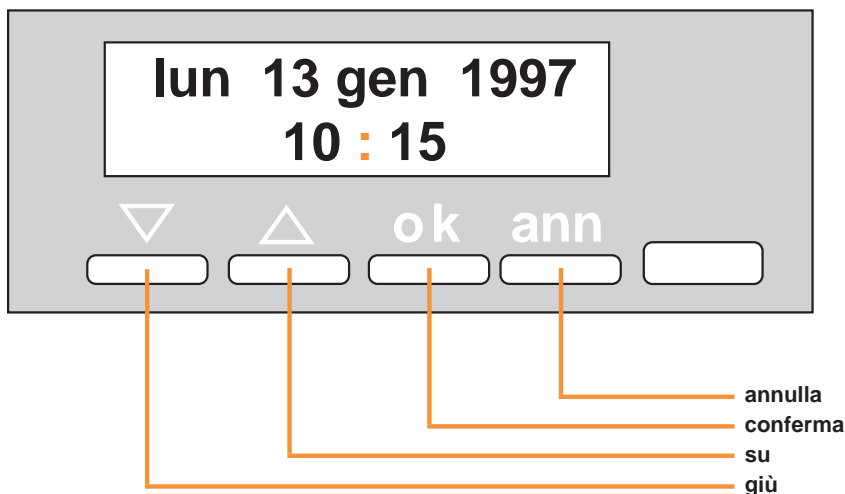 lun 13 gen 1997
10 : 15
ok ann
annulla
conferma
su
giù